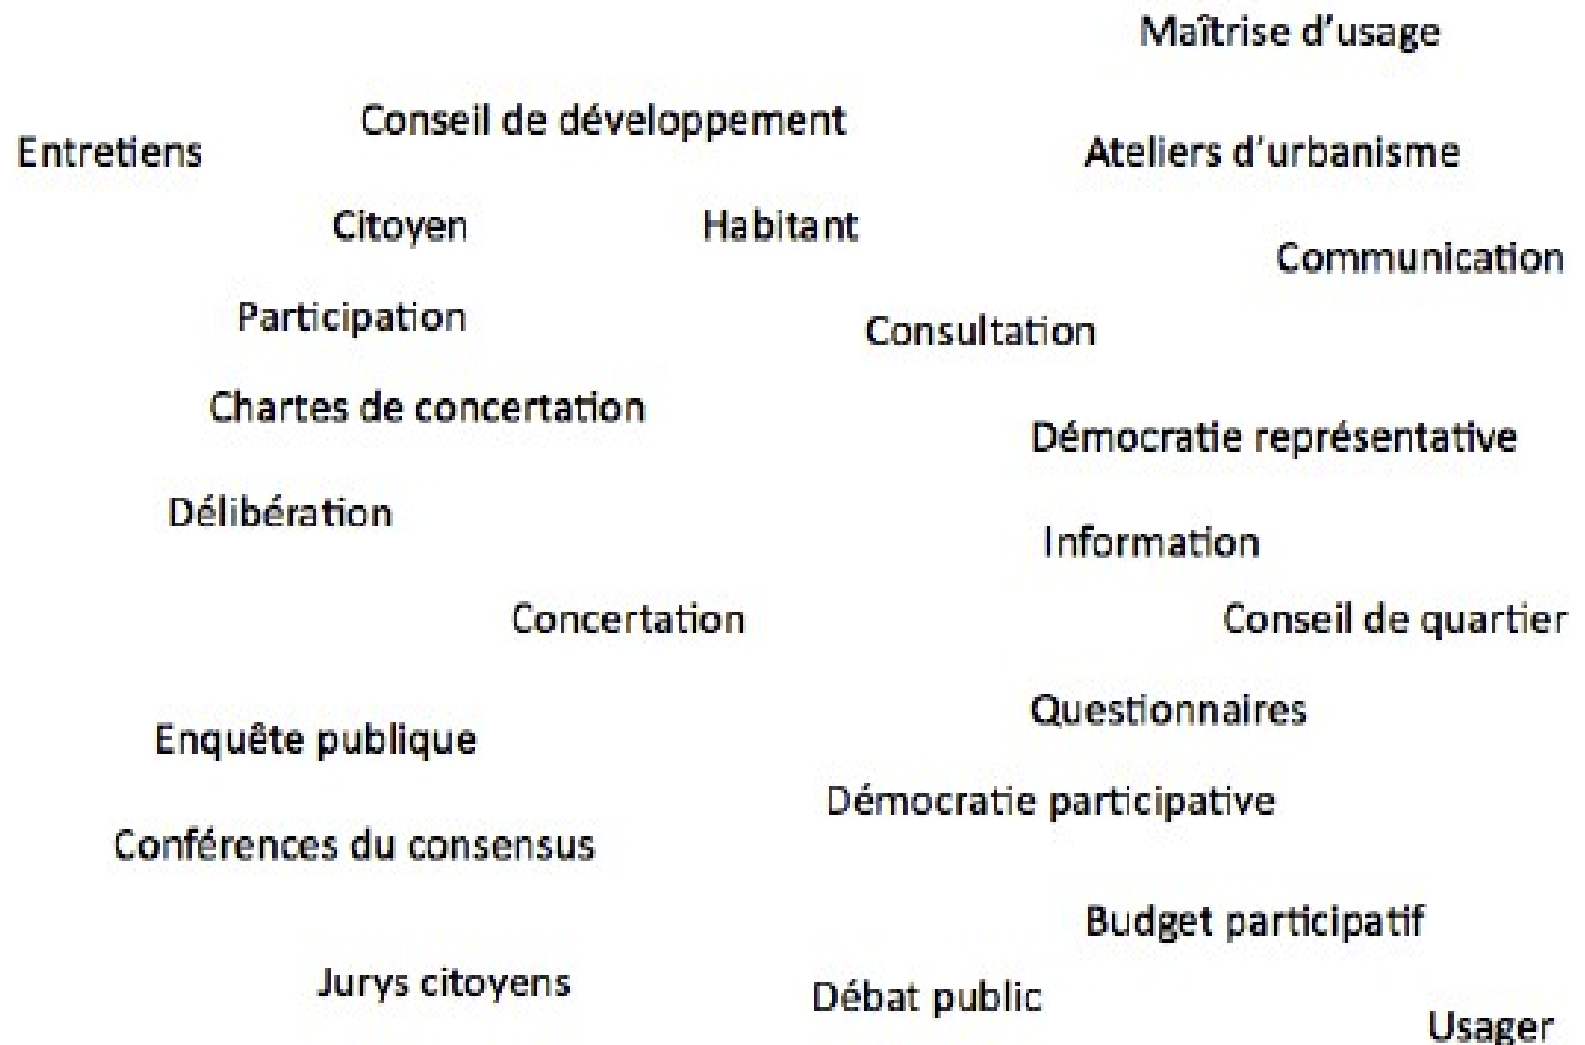 Maîtrise d'usage
Conseil de développement
Entretiens
Ateliers d'urbanisme
Citoyen
Habitant
Communication
Participation
Consultation
Chartes de concertation
Démocratie représentative
Délibération
Information
Concertation
Conseil de quartier
Questionnaires
Enquête publique
Démocratie participative
Conférences du consensus
Budget participatif
Jurys citoyens
Débat public
Usager